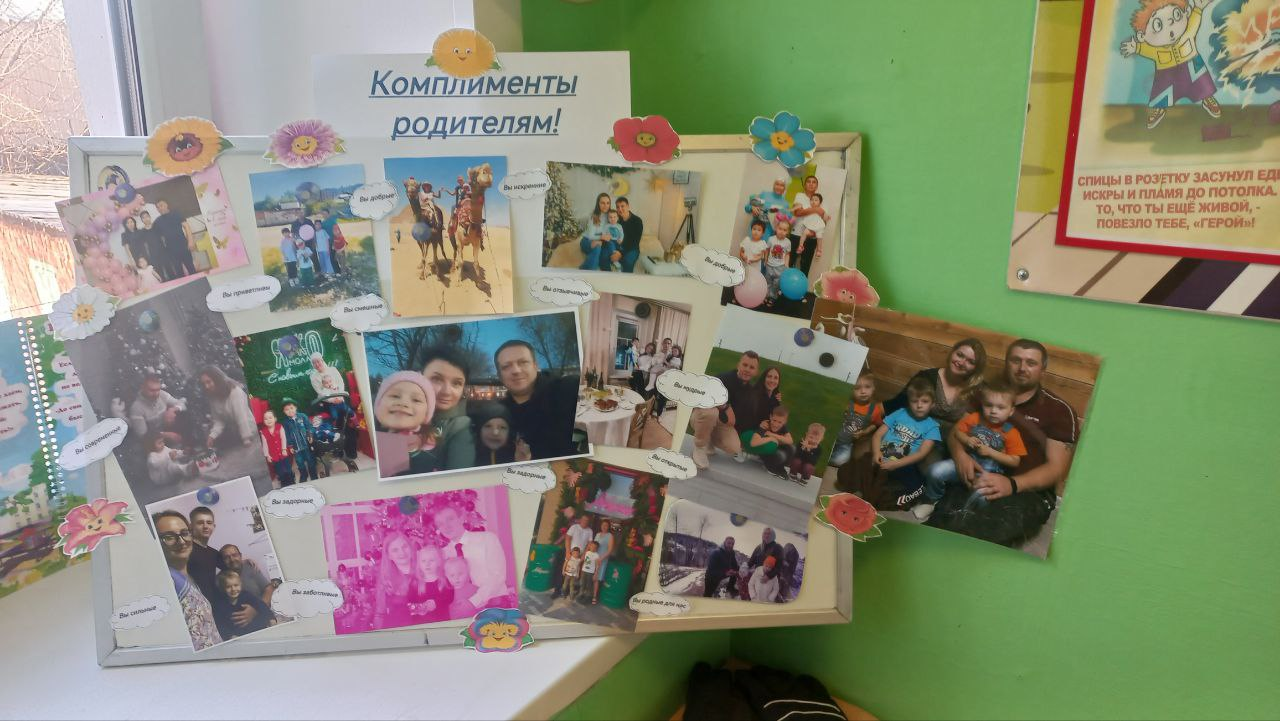 Комплименты
родителям!
Вы добрые
Вы искренние
Вы добрые
Вы приветливы
Вы смешные
Вы отзывчивые
Вы мудрые
Вы современные
Вы открытые
Вы задорные
Вы задорные
Вы сильные
Вы заботливые
Вы родные для нас
СПИЦЫ В РОЗЕТКУ ЗАСУНУЛ ЕД
ИСКРЫ И ПЛАМЯ ДО ПОТОЛКА.
ТО, ЧТО ТЫ ЕЩЁ ЖИВОЙ, -
ПОВЕЗЛО ТЕБЕ, «ГЕРОЙ»!